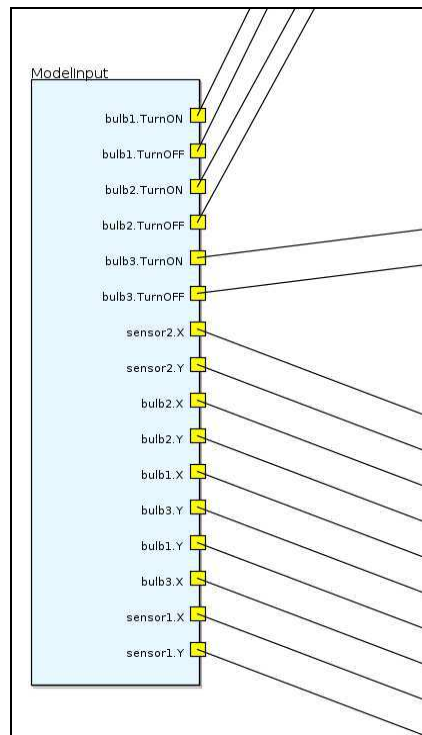 ModelInput
bulb1.TurnON
bulb1.TurnOFF
bulb2.TurnON
bulb2.TurnOFF
bulb3.TurnON
bulb3.TurnOFF
sensor2.X
sensor2.Y
bulb2.X
bulb2.Y
bulb1.X
bulb3.Y
bulb1.Y
bulb3.X
sensor1.X
sensor1.Y